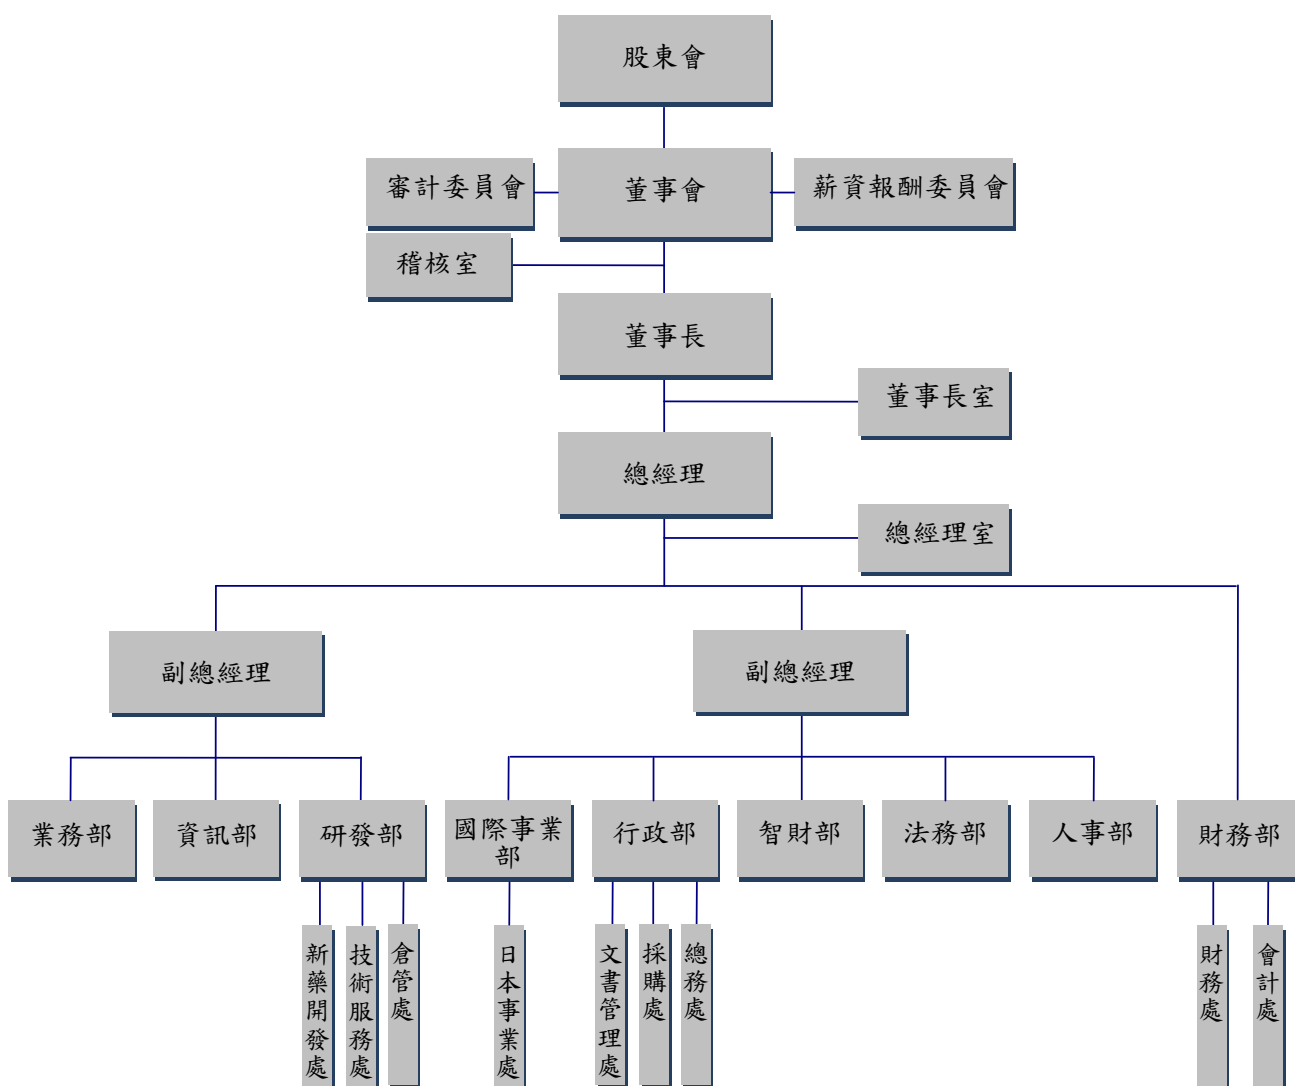 股東會
審計委員會
董事會
薪資報酬委員會
稽核室
董事長
董事長室
總經理
總經理室
副總經理
副總經理
業務部
資訊部
研發部
國際事業
部
行政部
智財部
法務部
人事部
財務部
新藥開發處
技術服務處
倉管處
日本事業處
文書管理處
採購處
總務處
財務處
會計處